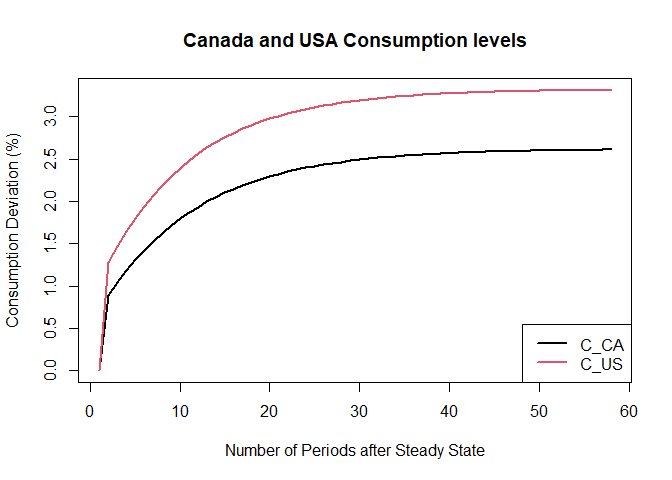 Canada and USA Consumption levels
Consumption Deviation (%)
3.0
2.5
2.0
1.5
1.0
0.5
0.0
C_CA
C_US
0 10 20 30 40 50 60
Number of Periods after Steady State